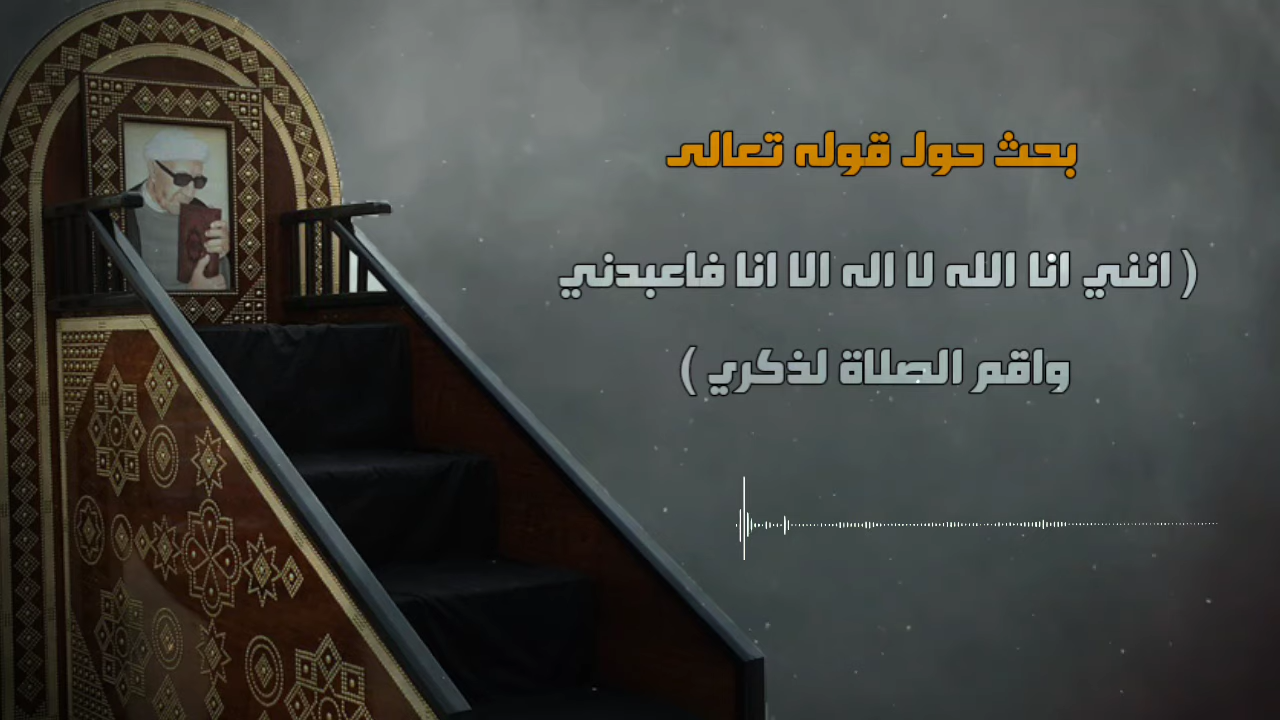 بحث حول قوله تعالى
( انني انا الله لا اله الا انا فاعبدني
واقم الصلاة لذكري )